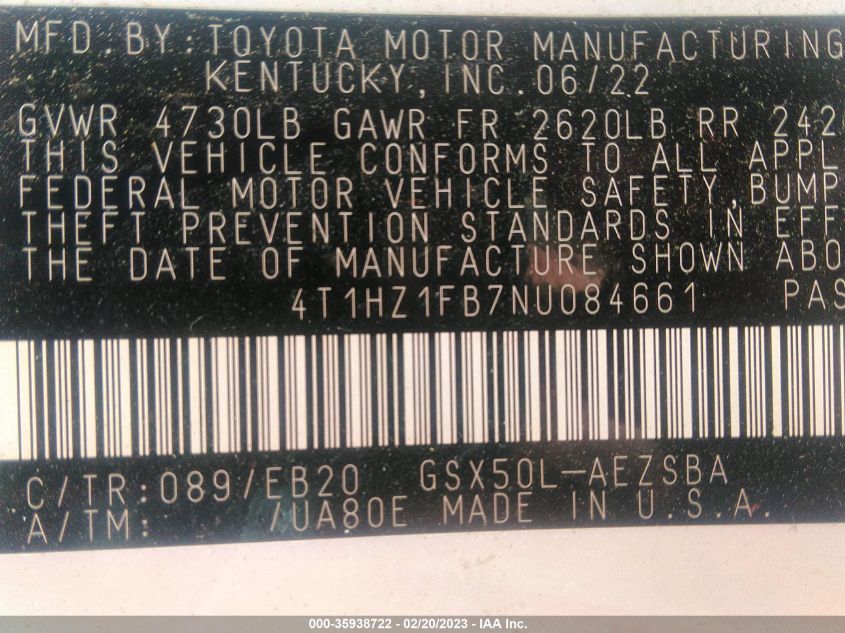 MFD.BY:TOYOTA MOTOR MANUFACTURING
KENTUCKY,INC.06/22
GVWR 4730LB GAWR FR 2620LB RR 242
THIS VEHICLE CONFORMS TO ALL APPL
FEDERAL MOTOR VEHICLE SAFETY,BUMP
THEFT PREVENTION STANDARDS IN EFF
THE DATE OF MANUFACTURE SHOWN ABO
4T1HZ1FB7NU084661 PAS
C/TR:089/EB20 GSX50L-AEZSBA
A/TM: /UA80E MADE IN U.S.A.
000-35938722 - 02/20/2023 - IAA Inc.